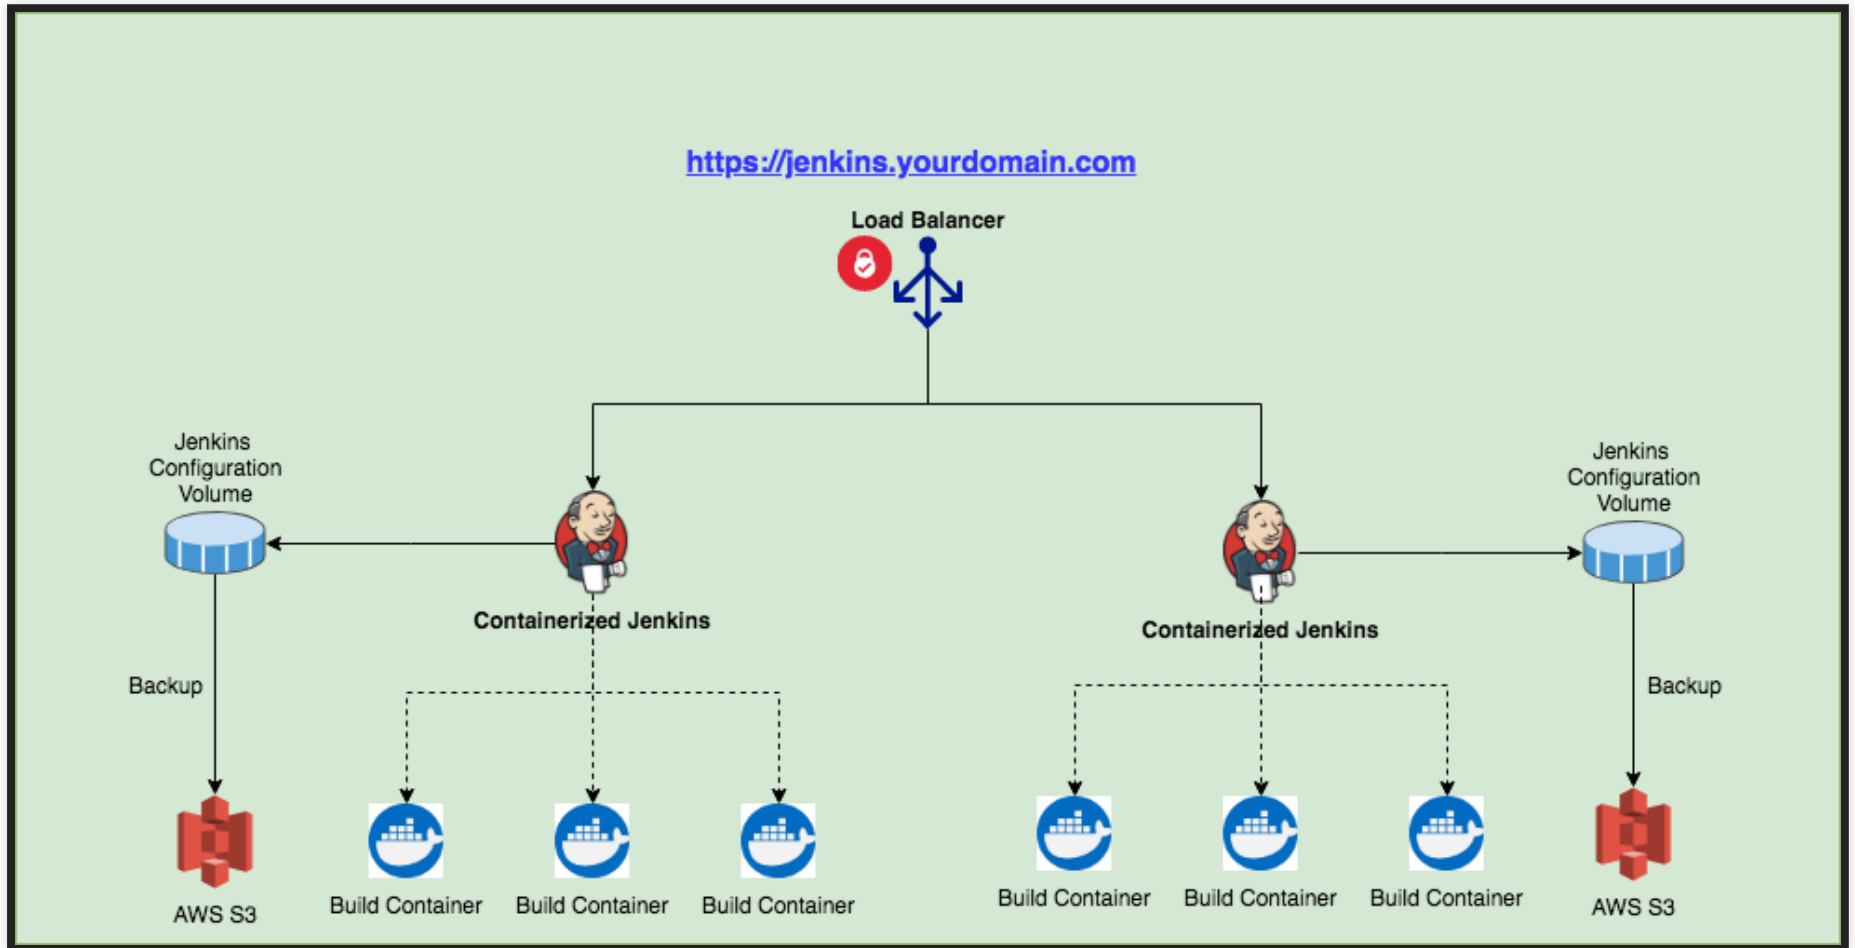 https://jenkins.yourdomain.com
Load Balancer
Jenkins
Configuration
Volume
Containerized Jenkins
Backup
AWS S3
Build Container
Build Container
Build Container
Jenkins
Configuration
Volume
Containerized Jenkins
Backup
Build Container
Build Container
Build Container
AWS S3